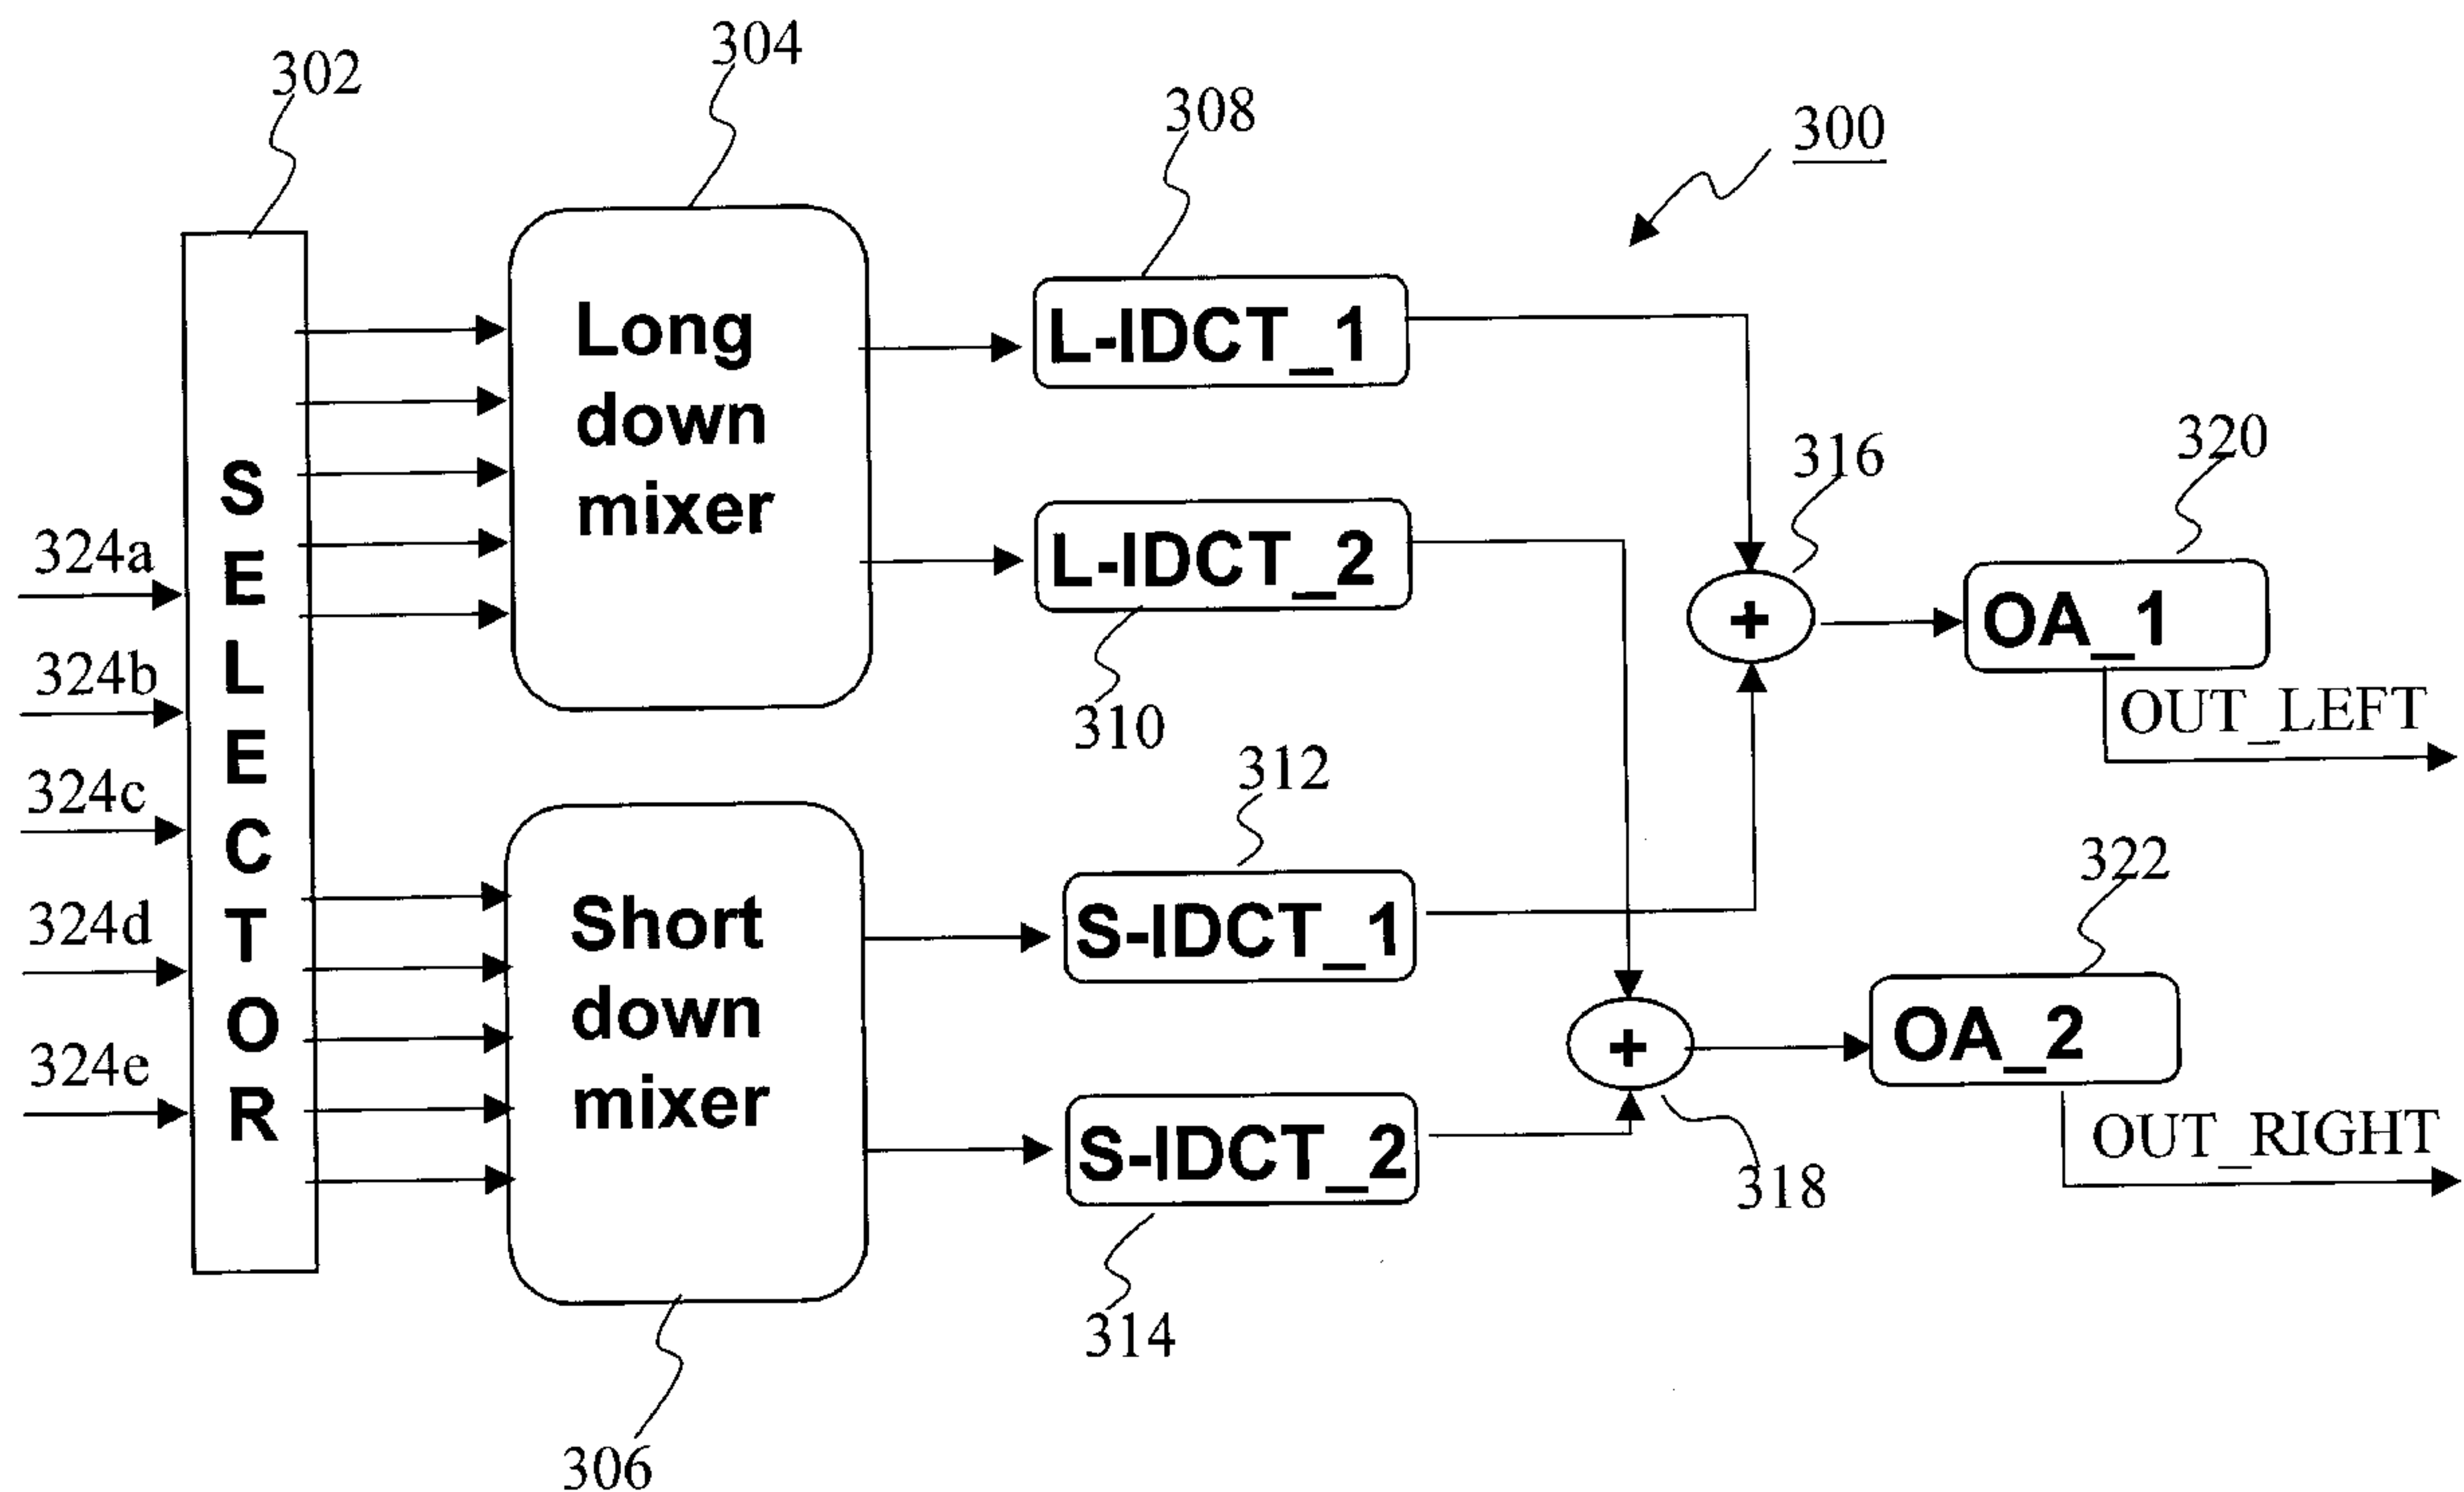 302
304
308
300
324a
324b
324c
324d
324e
SELECTOR
Long
down
mixer
Short
down
mixer
306
L-IDCT_1
L-IDCT_2
310
312
S-IDCT_1
S-IDCT_2
314
316
+
+
318
320
OA_1
OUT_LEFT
322
OA_2
OUT_RIGHT